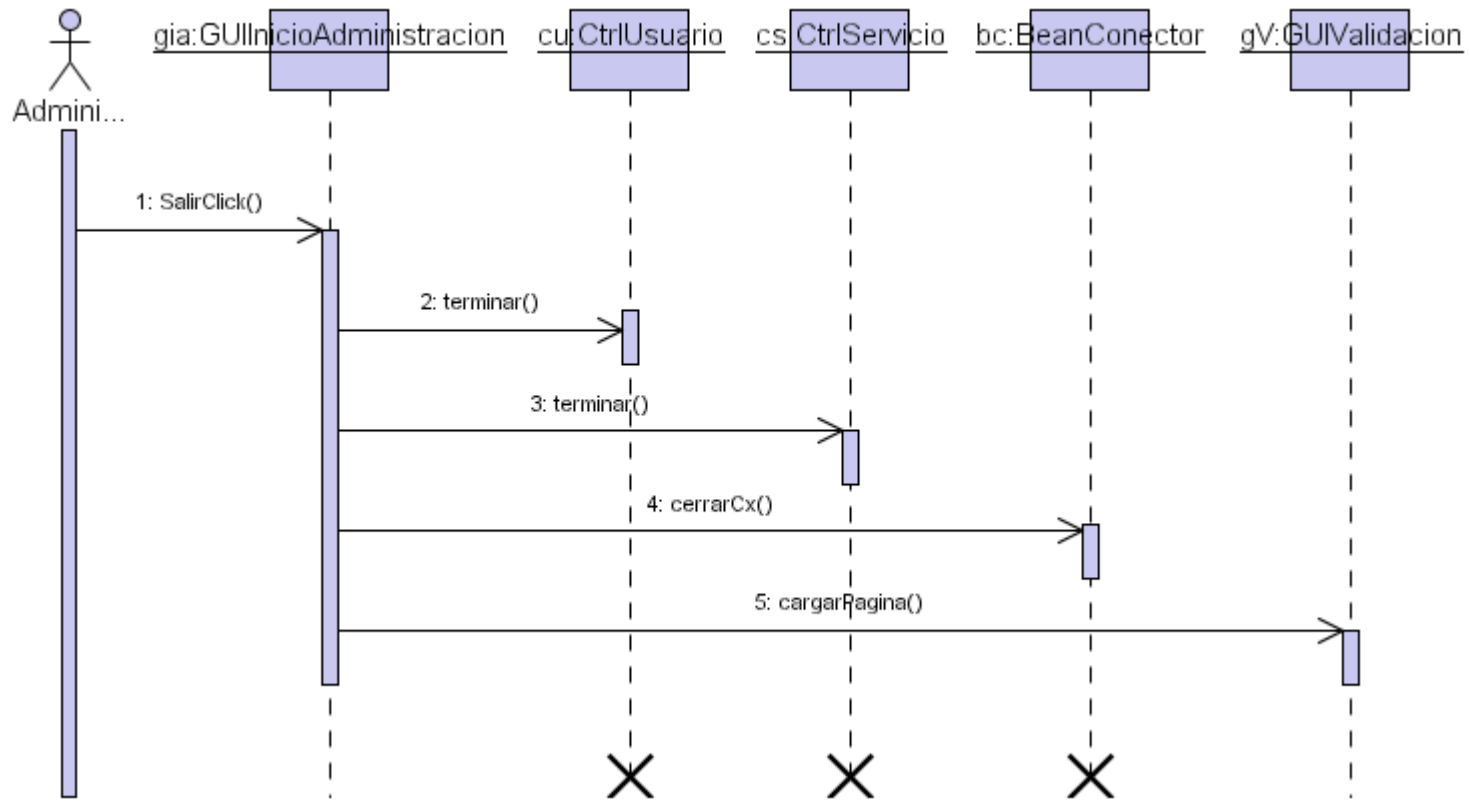 gia:GUIInicioAdministracion
cu:CtrlUsuario
cs:CtrlServicio
bc:BeanConector
gV:GUIValidacion
Admini...
1: SalirClick()
2: terminar()
3: terminar()
4: cerrarCx()
5: cargarPagina()